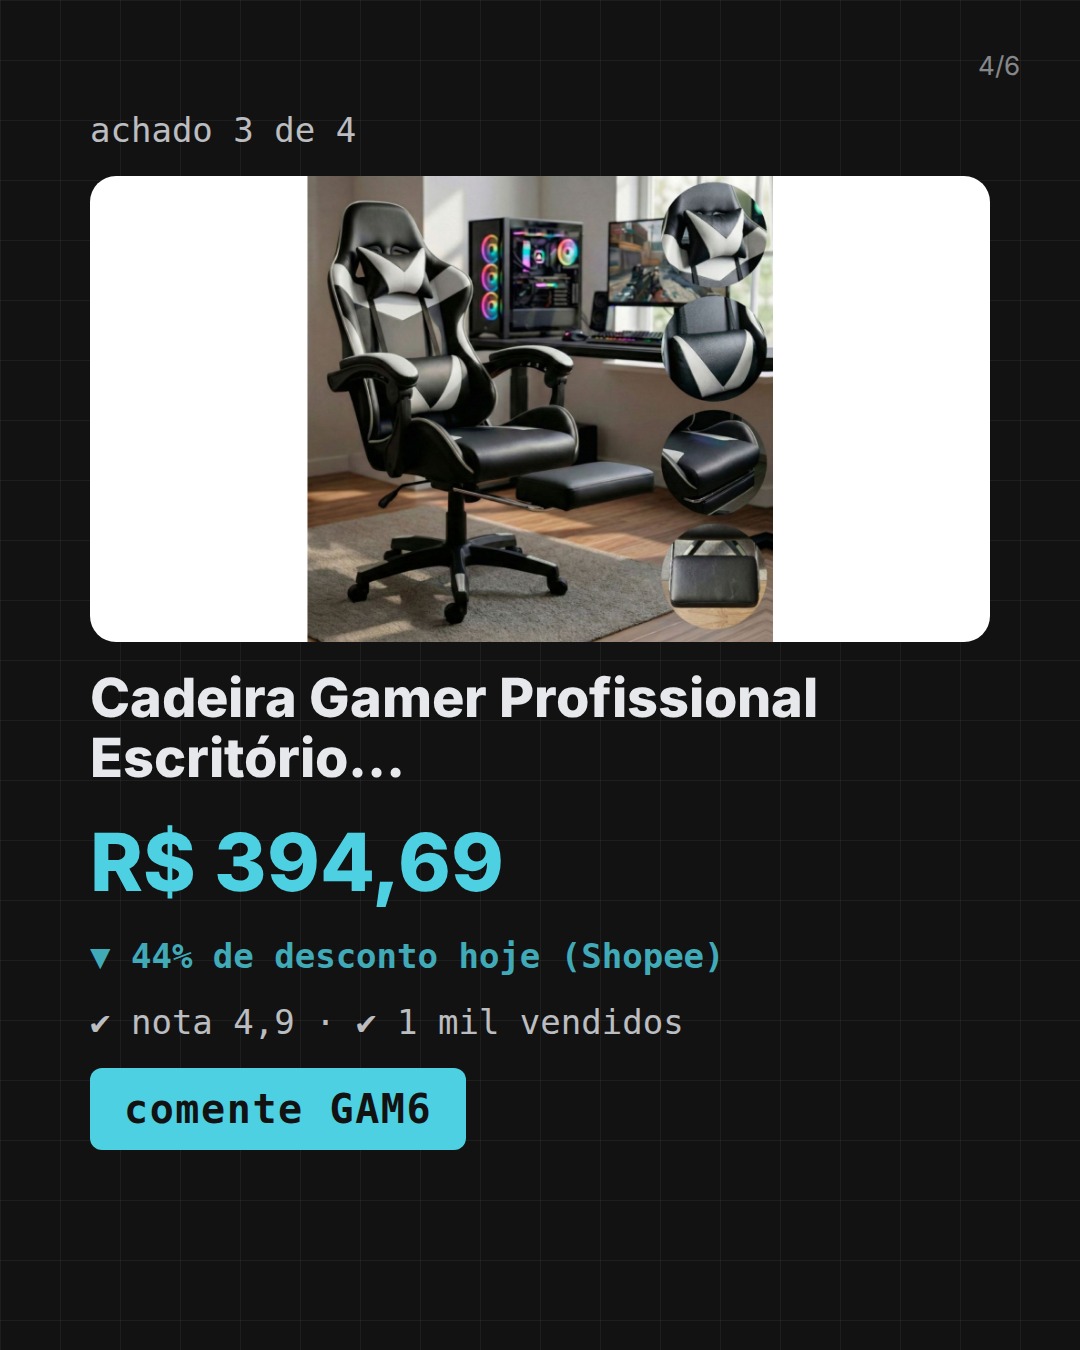 4/6
achado 3 de 4
Cadeira Gamer Profissional
Escritório...
R$ 394,69
▼ 44% de desconto hoje (Shopee)
✔ nota 4,9 · ✔ 1 mil vendidos
comente GAM6